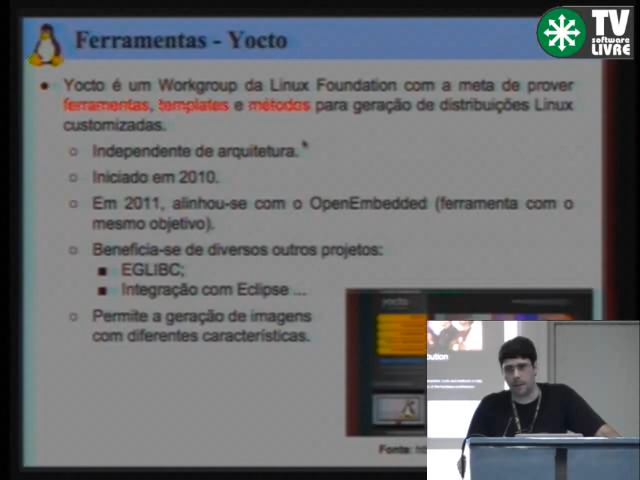 Ferramentas - Yocto
TV
software
LIVRE
• Yocto é um Workgroup da Linux Foundation com a meta de prover
ferramentas, templates e métodos para geração de distribuições Linux
customizadas.
○ Independente de arquitetura.
○ Iniciado em 2010.
○ Em 2011, alinhou-se com o OpenEmbedded (ferramenta com o
mesmo objetivo).
○ Beneficia-se de diversos outros projetos:
■ EGLIBC;
■ Integração com Eclipse ...
○ Permite a geração de imagens
com diferentes características.
yocto
Fonte: